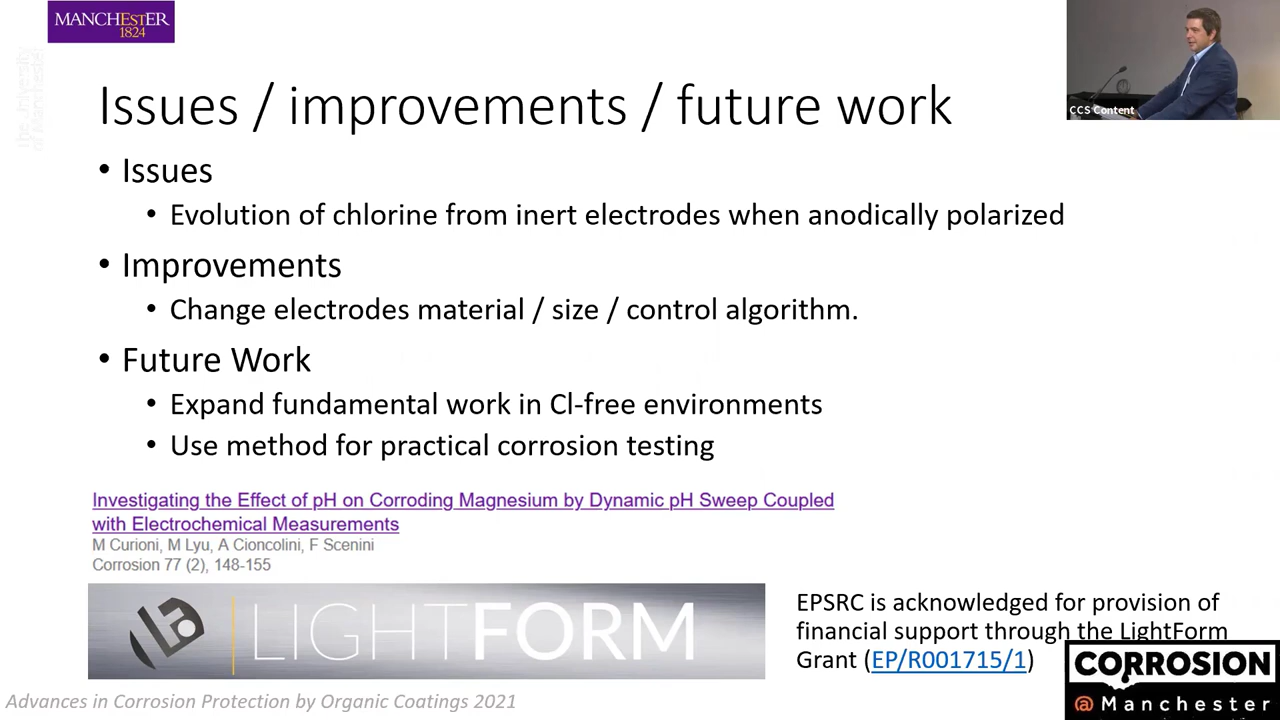 MANCHESTER
1824
The University
of Manchester
CCS Content
Issues / improvements / future work
• Issues
• Evolution of chlorine from inert electrodes when anodically polarized
• Improvements
• Change electrodes material / size / control algorithm.
• Future Work
• Expand fundamental work in Cl-free environments
• Use method for practical corrosion testing
Investigating the Effect of pH on Corroding Magnesium by Dynamic pH Sweep Coupled
with Electrochemical Measurements
M Curioni, M Lyu, A Cioncolini, F Scenini
Corrosion 77 (2), 148-155
LIGHTFORM
EPSRC is acknowledged for provision of
financial support through the LightForm
Grant (EP/R001715/1)
CORROSION
@Manchester
Advances in Corrosion Protection by Organic Coatings 2021